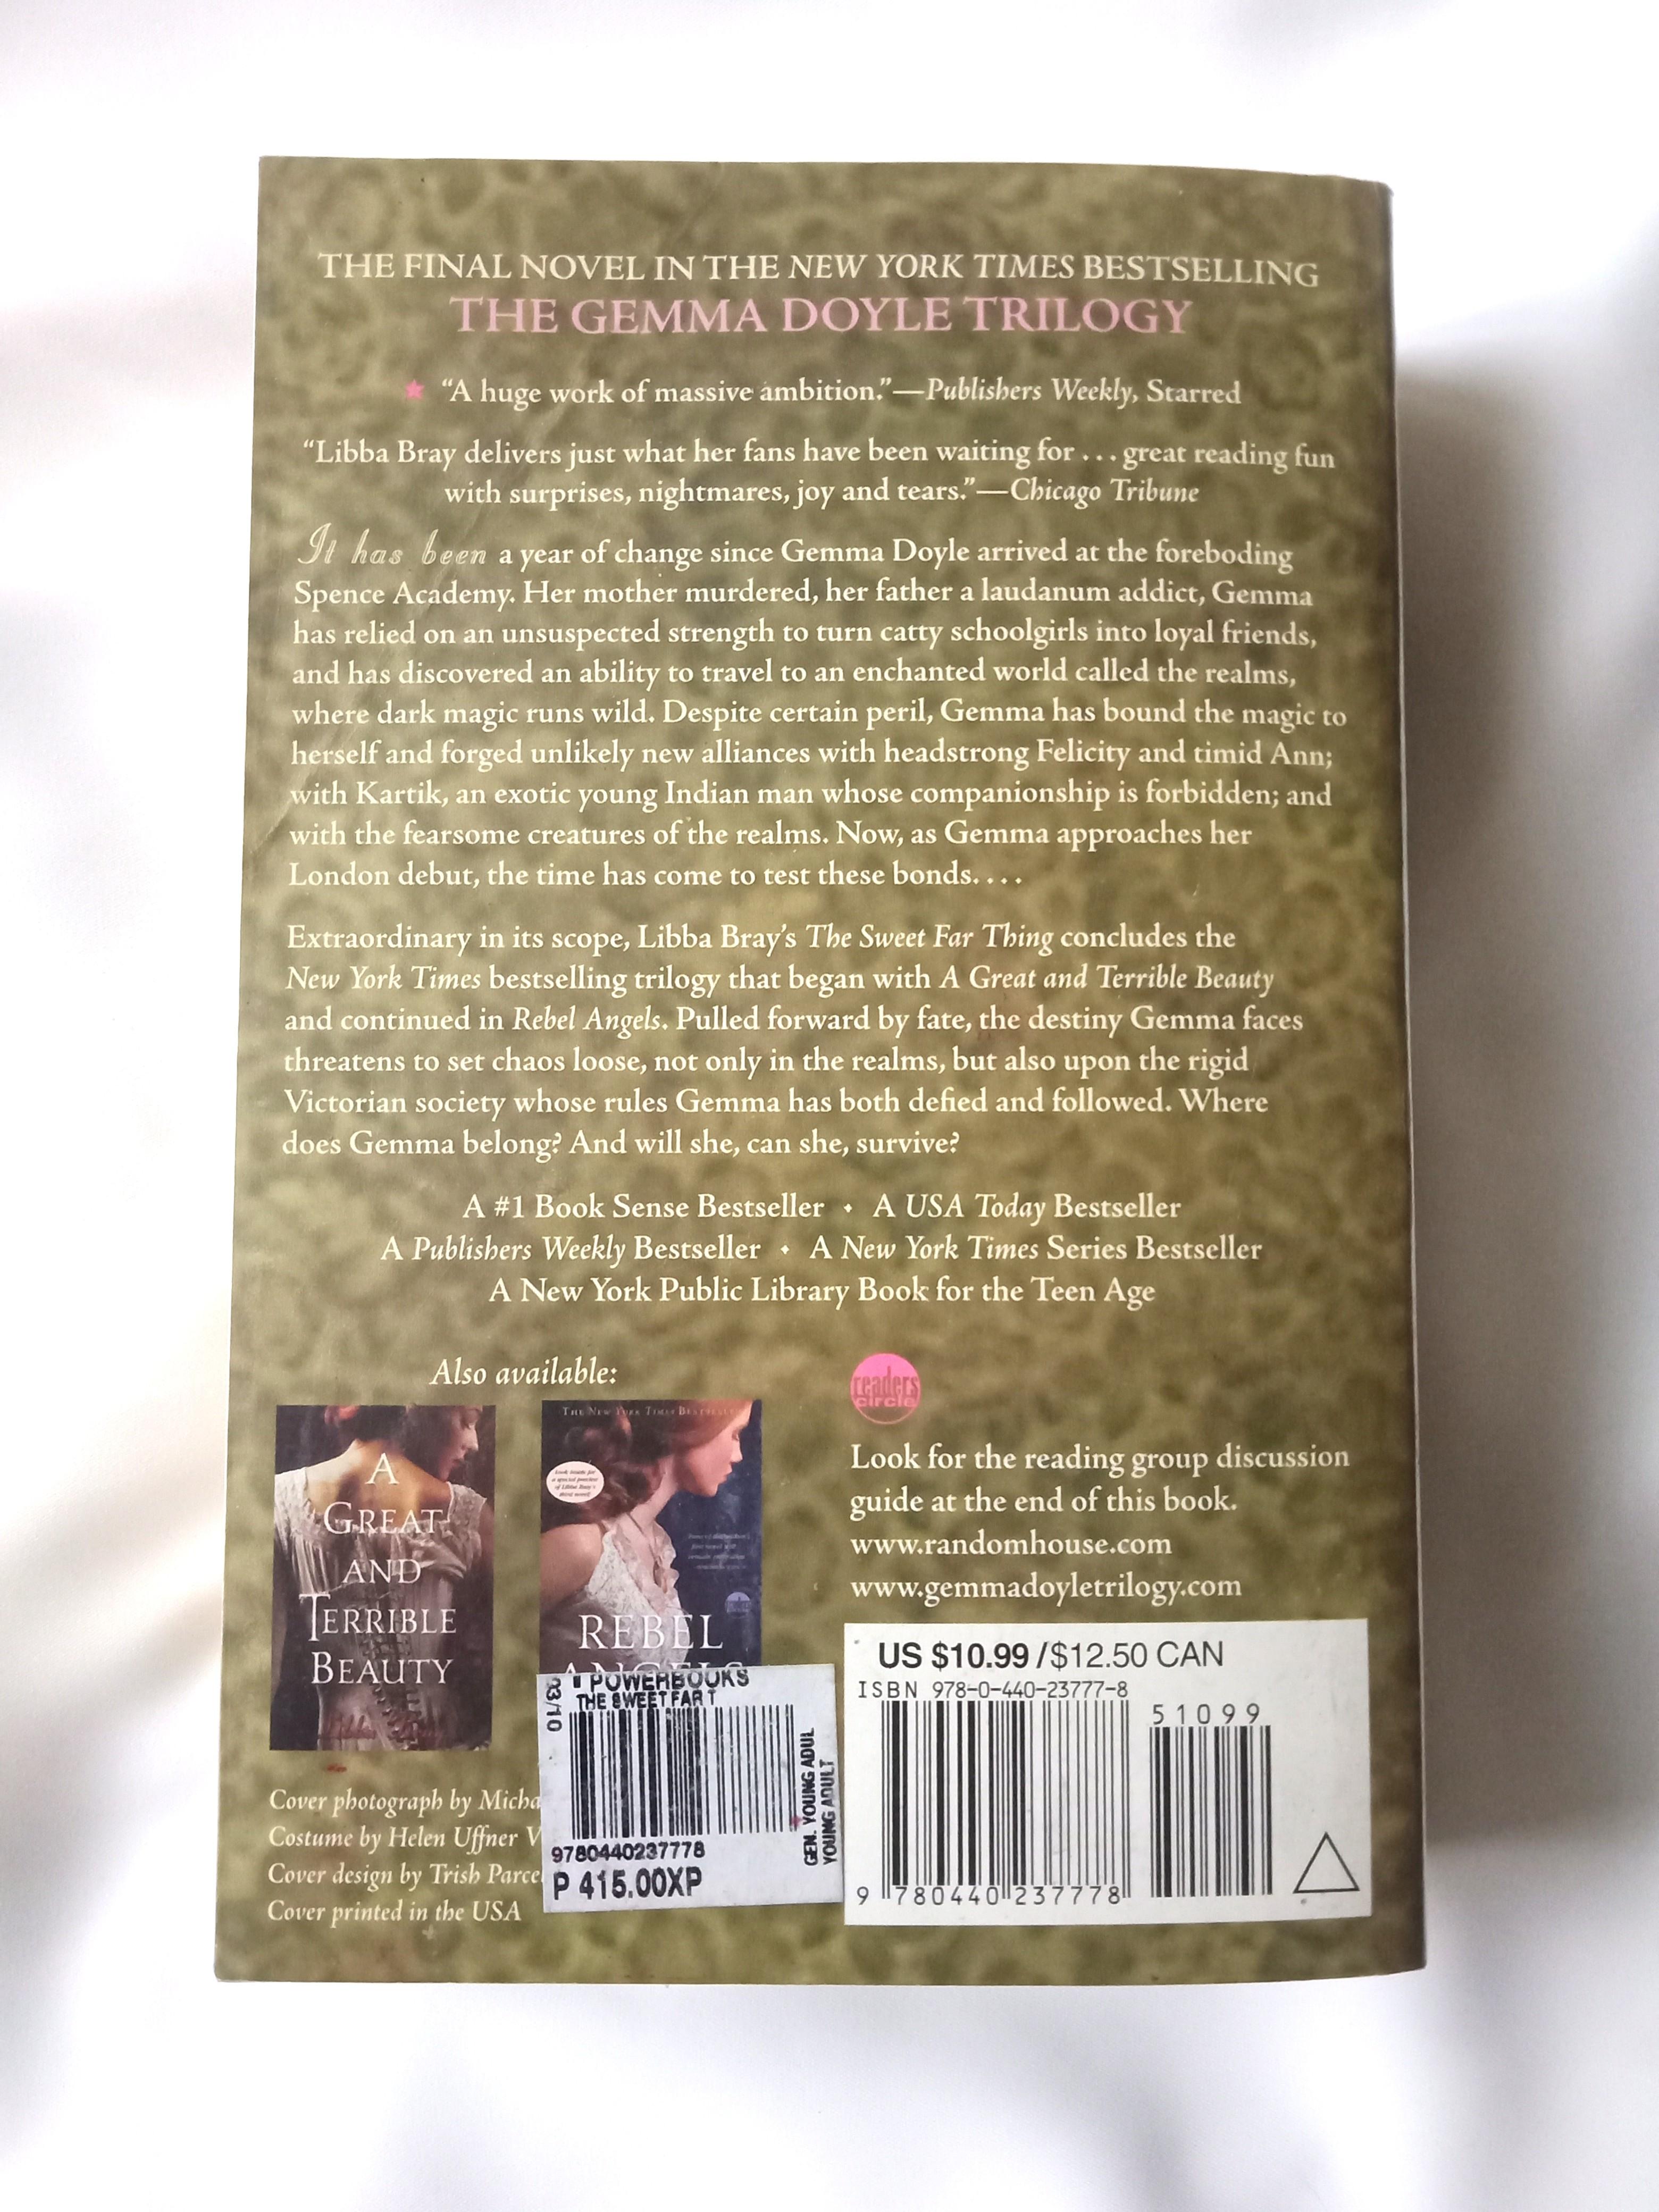 THE FINAL NOVEL IN THE NEW YORK TIMES BESTSELLING
THE GEMMA DOYLE TRILOGY
“A huge work of massive ambition.”—Publishers Weekly, Starred
“Libba Bray delivers just what her fans have been waiting for . . . great reading fun
with surprises, nightmares, joy and tears.”—Chicago Tribune
It has been a year of change since Gemma Doyle arrived at the foreboding
Spence Academy. Her mother murdered, her father a laudanum addict, Gemma
has relied on an unsuspected strength to turn catty schoolgirls into loyal friends,
and has discovered an ability to travel to an enchanted world called the realms,
where dark magic runs wild. Despite certain peril, Gemma has bound the magic to
herself and forged unlikely new alliances with headstrong Felicity and timid Ann;
with Kartik, an exotic young Indian man whose companionship is forbidden; and
with the fearsome creatures of the realms. Now, as Gemma approaches her
London debut, the time has come to test these bonds. . . .
Extraordinary in its scope, Libba Bray’s The Sweet Far Thing concludes the
New York Times bestselling trilogy that began with A Great and Terrible Beauty
and continued in Rebel Angels. Pulled forward by fate, the destiny Gemma faces
threatens to set chaos loose, not only in the realms, but also upon the rigid
Victorian society whose rules Gemma has both defied and followed. Where
does Gemma belong? And will she, can she, survive?
A #1 Book Sense Bestseller • A USA Today Bestseller
A Publishers Weekly Bestseller • A New York Times Series Bestseller
A New York Public Library Book for the Teen Age
Also available:
A
GREAT
AND
TERRIBLE
BEAUTY
THE NEW YORK TIMES
REBEL
ANGELS
readers
circle
Look for the reading group discussion
guide at the end of this book.
www.randomhouse.com
www.gemmadoyletrilogy.com
Cover photograph by Micha
Costume by Helen Uffner V
Cover design by Trish Parce
Cover printed in the USA
03/10
POWERBOOKS
THE SWEET FAR T
GEN. YOUNG ADUL
YOUNG ADULT
9780440237778
P 415.00XP
US $10.99 / $12.50 CAN
ISBN 978-0-440-23777-8
51099
9 780440 237778